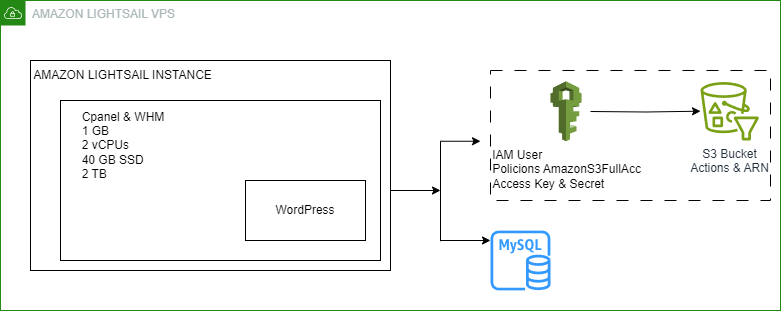 AMAZON LIGHTSAIL VPS
AMAZON LIGHTSAIL INSTANCE
Cpanel & WHM
1 GB
2 vCPUs
40 GB SSD
2 TB
WordPress
IAM User
Policions AmazonS3FullAcc
Access Key & Secret
S3 Bucket
Actions & ARN
MySQL